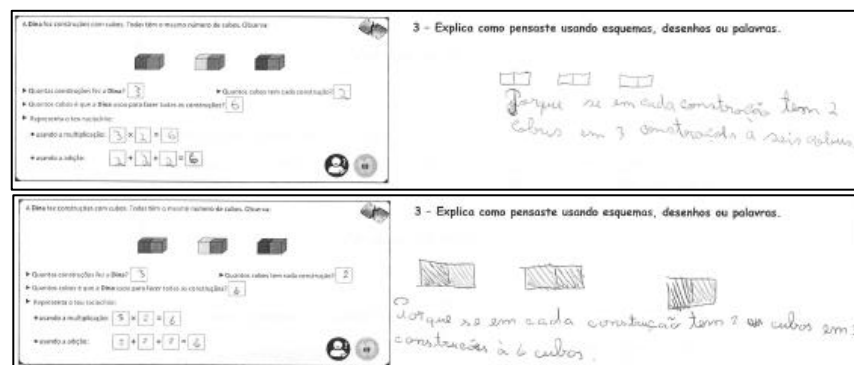 A Dina fez construções com cubos. Todas têm o mesmo número de cubos. Observa:
Quantas construções fez a Dina? 3
Quantos cubos tem cada construção? 2
Quantos cubos é que a Dina usou para fazer todas as construções? 6
Representa o teu raciocínio:
usando a multiplicação: 3 x 2 = 6
usando a adição: 2 + 2 + 2 = 6
3 - Explica como pensaste usando esquemas, desenhos ou palavras.
Porque se em cada construção tem 2
cobus em 3 a seis cobus
A Dina fez construções com cubos. Todas têm o mesmo número de cubos. Observa:
Quantas construções fez a Dina? 3
Quantos cubos tem cada construção? 2
Quantos cubos é que a Dina usou para fazer todas as construções? 6
Representa o teu raciocínio:
usando a multiplicação: 3 x 2 = 6
usando a adição: 2 + 2 + 2 = 6
3 - Explica como pensaste usando esquemas, desenhos ou palavras.
Porque se em cada construção tem 2 cubos em 3
construções à 6 cubos.